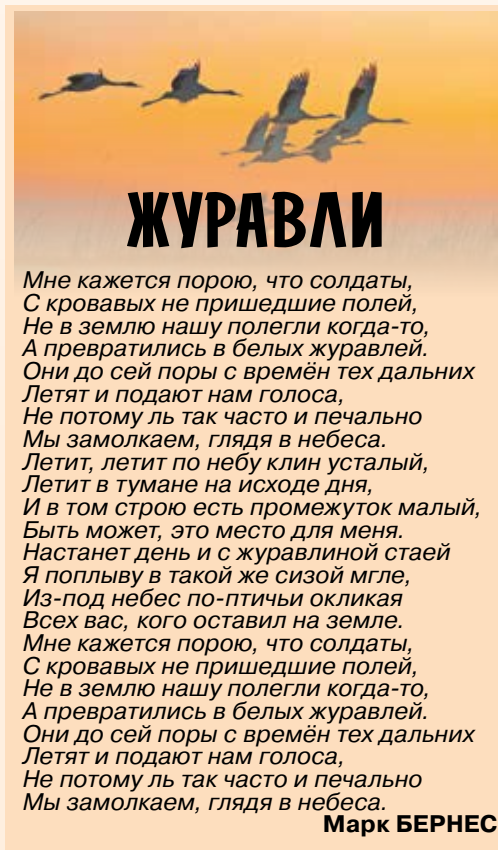 ЖУРАВЛИ
Мне кажется порою, что солдаты,
С кровавых не пришедшие полей,
Не в землю нашу полегли когда-то,
А превратились в белых журавлей.
Они до сей поры с времён тех дальних
Летят и подают нам голоса,
Не потому ль так часто и печально
Мы замолкаем, глядя в небеса.
Летит, летит по небу клин усталый,
Летит в тумане на исходе дня,
И в том строю есть промежуток малый,
Быть может, это место для меня.
Настанет день и с журавлиной стаей
Я поплыву в такой же сизой мгле,
Из-под небес по-птичьи окликая
Всех вас, кого оставил на земле.
Мне кажется порою, что солдаты,
С кровавых не пришедшие полей,
Не в землю нашу полегли когда-то,
А превратились в белых журавлей.
Они до сей поры с времён тех дальних
Летят и подают нам голоса,
Не потому ль так часто и печально
Мы замолкаем, глядя в небеса.
Марк БЕРНЕС